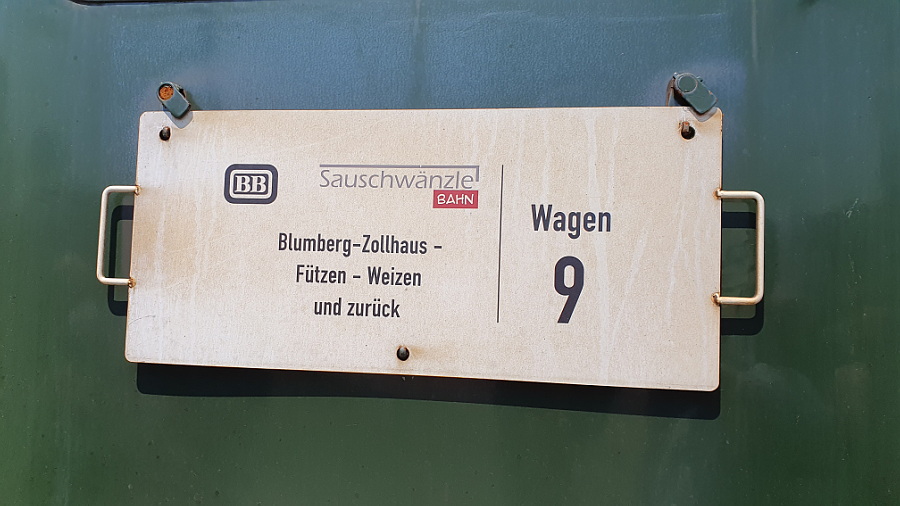 BB
Sauschwänzle
BAHN
Blumberg-Zollhaus -
Fützen - Weizen
und zurück
Wagen
9